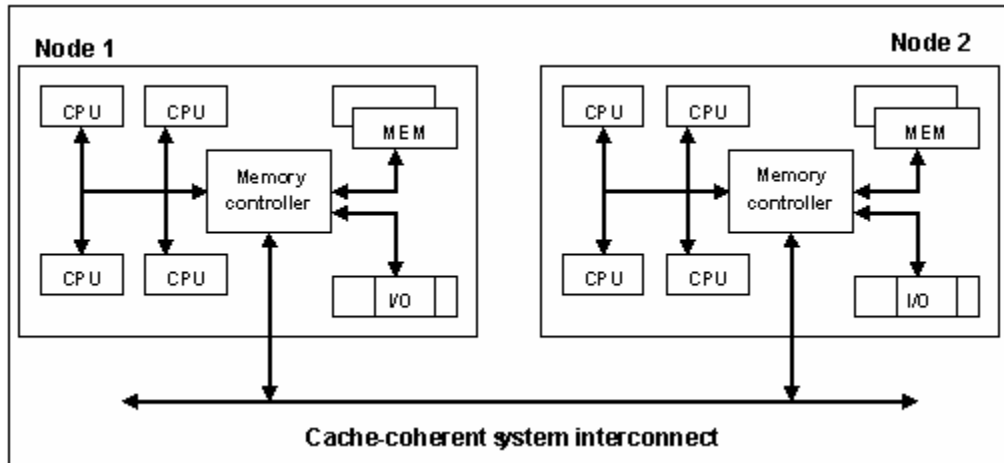 Node 1
Node 2
CPU
CPU
MEM
Memory
controller
CPU
CPU
I/O
CPU
CPU
MEM
Memory
controller
CPU
CPU
I/O
Cache-coherent system interconnect